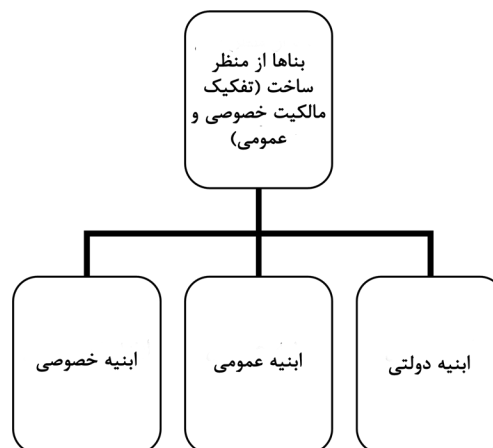 بناها از منظر
ساخت (تفکیک
مالکیت خصوصی و
عمومی)
ابنیه دولتی
ابنیه عمومی
ابنیه خصوصی